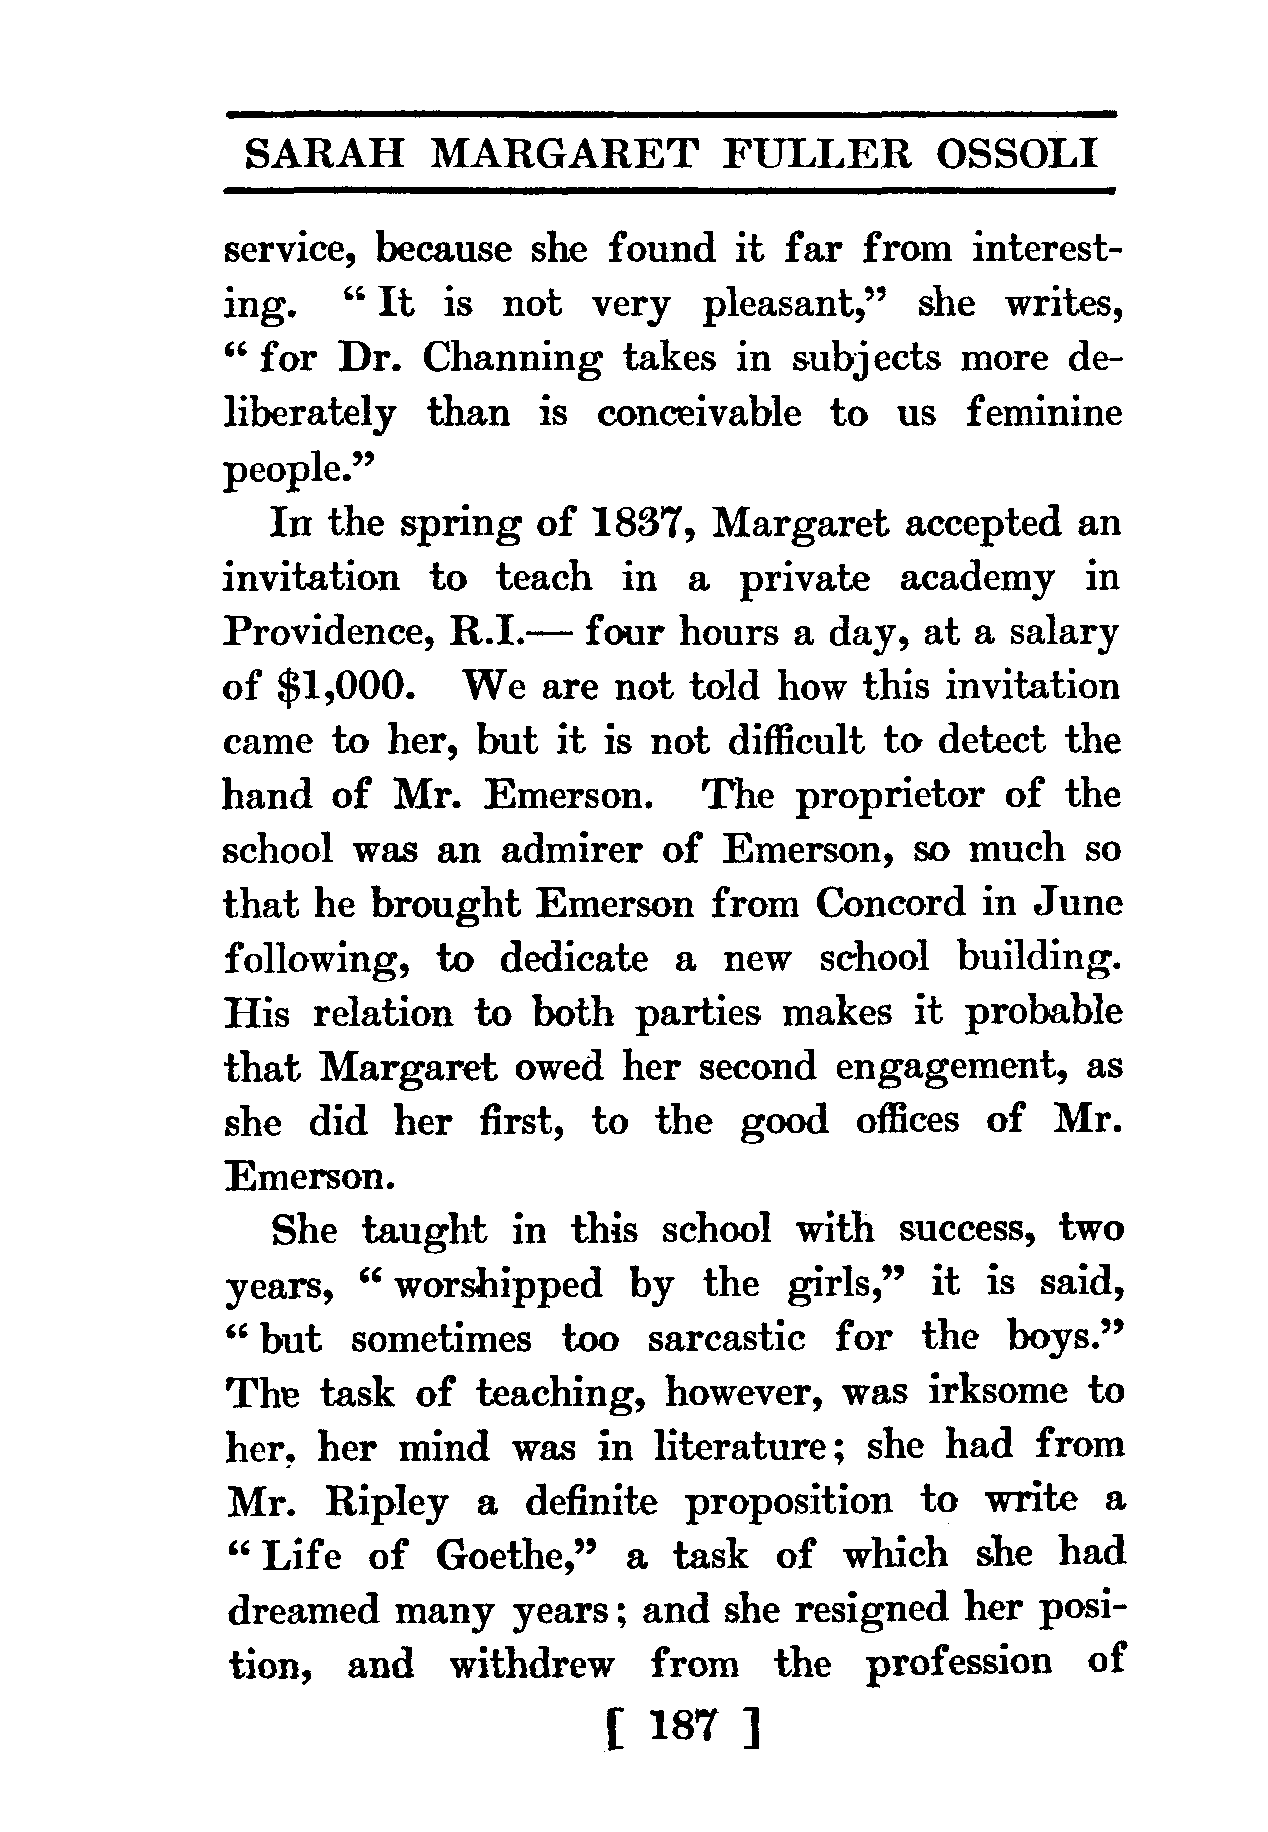 SARAH MARGARET FULLER OSSOLI
service, because she found it far from interest-
ing. “ It is not very pleasant,” she writes,
“ for Dr. Channing takes in subjects more de-
liberately than is conceivable to us feminine
people.”
In the spring of 1837, Margaret accepted an
invitation to teach in a private academy in
Providence, R.I.— four hours a day, at a salary
of $1,000. We are not told how this invitation
came to her, but it is not difficult to detect the
hand of Mr. Emerson. The proprietor of the
school was an admirer of Emerson, so much so
that he brought Emerson from Concord in June
following, to dedicate a new school building.
His relation to both parties makes it probable
that Margaret owed her second engagement, as
she did her first, to the good offices of Mr.
Emerson.
She taught in this school with success, two
years, “ worshipped by the girls,” it is said,
“ but sometimes too sarcastic for the boys.”
The task of teaching, however, was irksome to
her, her mind was in literature; she had from
Mr. Ripley a definite proposition to write a
“ Life of Goethe,” a task of which she had
dreamed many years; and she resigned her posi-
tion, and withdrew from the profession of
[ 187 ]